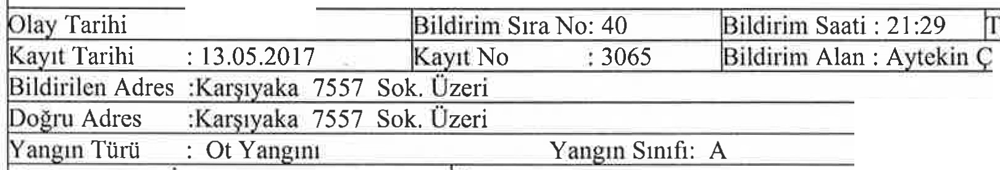 Olay Tarihi Bildirim Sıra No: 40 Bildirim Saati : 21:29
Kayıt Tarihi : 13.05.2017 Kayıt No : 3065 Bildirim Alan : Aytekin Ç
Bildirilen Adres :Karşıyaka 7557 Sok. Üzeri
Doğru Adres :Karşıyaka 7557 Sok. Üzeri
Yangın Türü : Ot Yangını Yangın Sınıfı: A